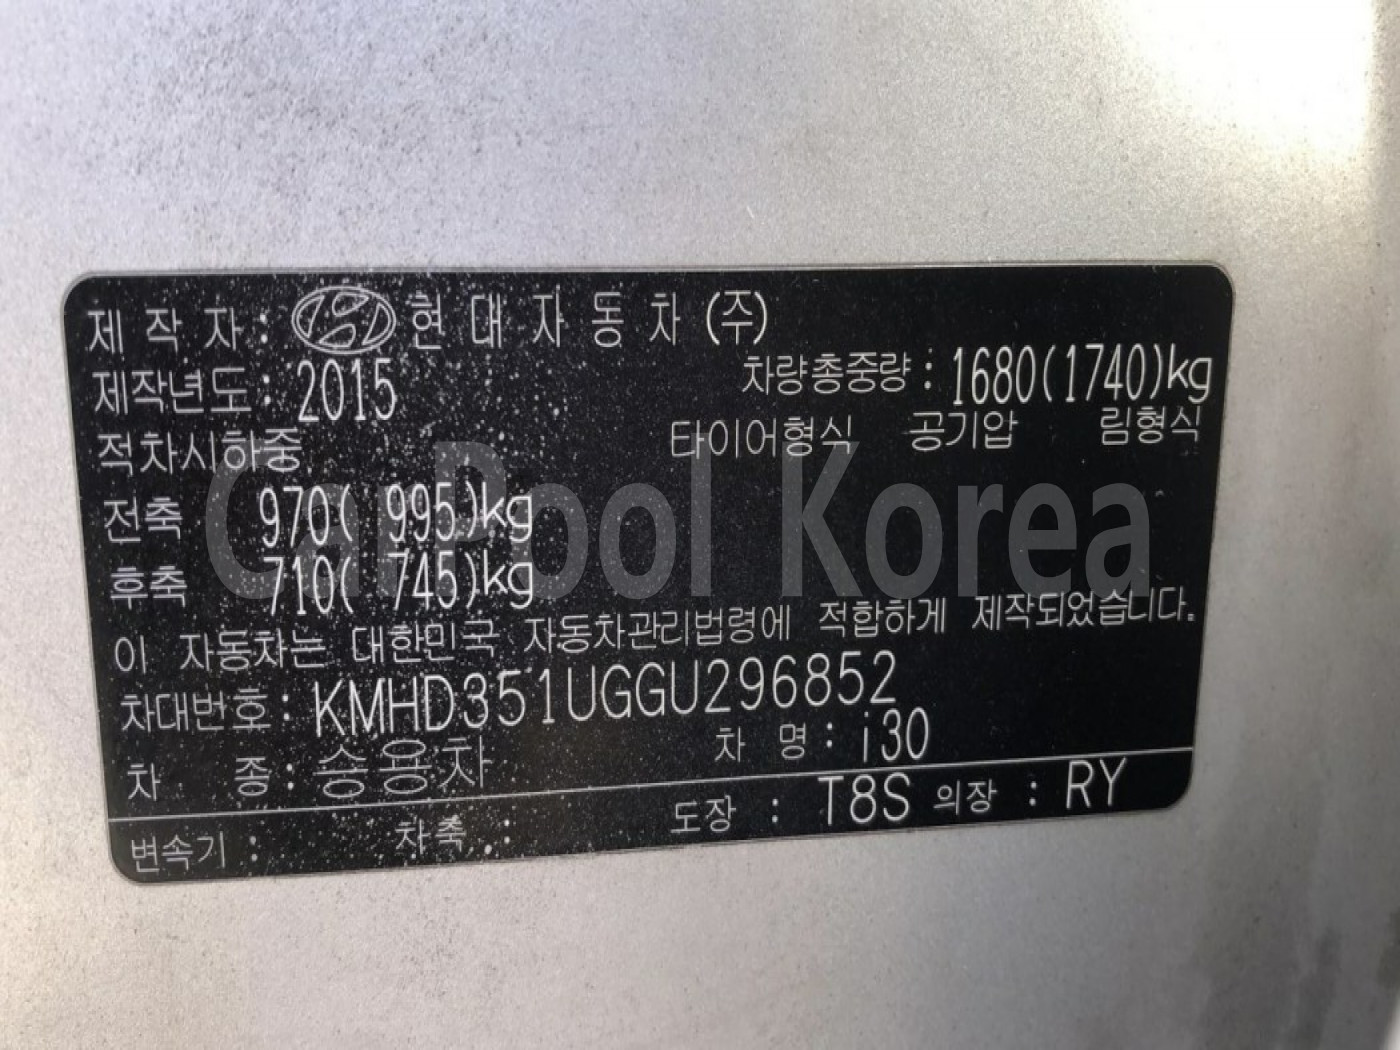 제 작 자 : 현 대 자 동 차 (주)
제작년도 : 2015
차량총중량 : 1680(1740)kg
적차시하중
타이어형식 공기압 림형식
전축 970( 995)kg
후축 710( 745)kg
이 자동차는 대한민국 자동차관리법령에 적합하게 제작되었습니다.
차대번호 : KMHD351UGGU296852
차 종 : 승용차 차 명 : i30
변속기 : 차축 : 도장 : T8S 의장 : RY
Car Pool Korea